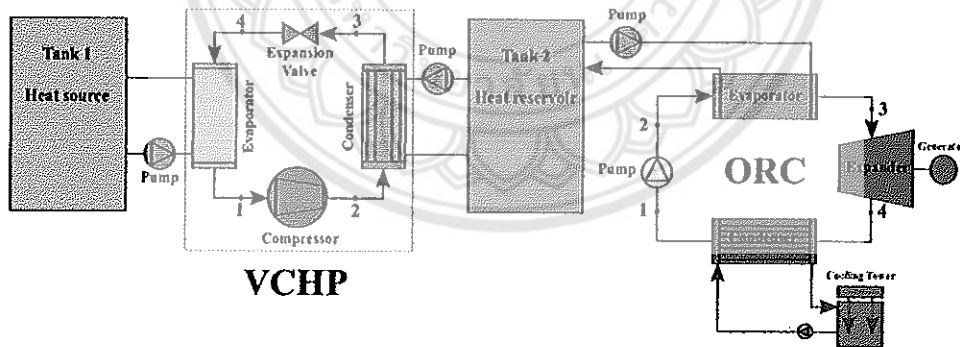 Tank 1
Heat source
Pump
4
3
Expansion
Valve
Evaporator
Condenser
1
2
Compressor
VCHP
Pump
Tank 2
Heat reservoir
Pump
Evaporator
2
3
Pump
ORC
Expander
Generator
1
4
Cooling Tower